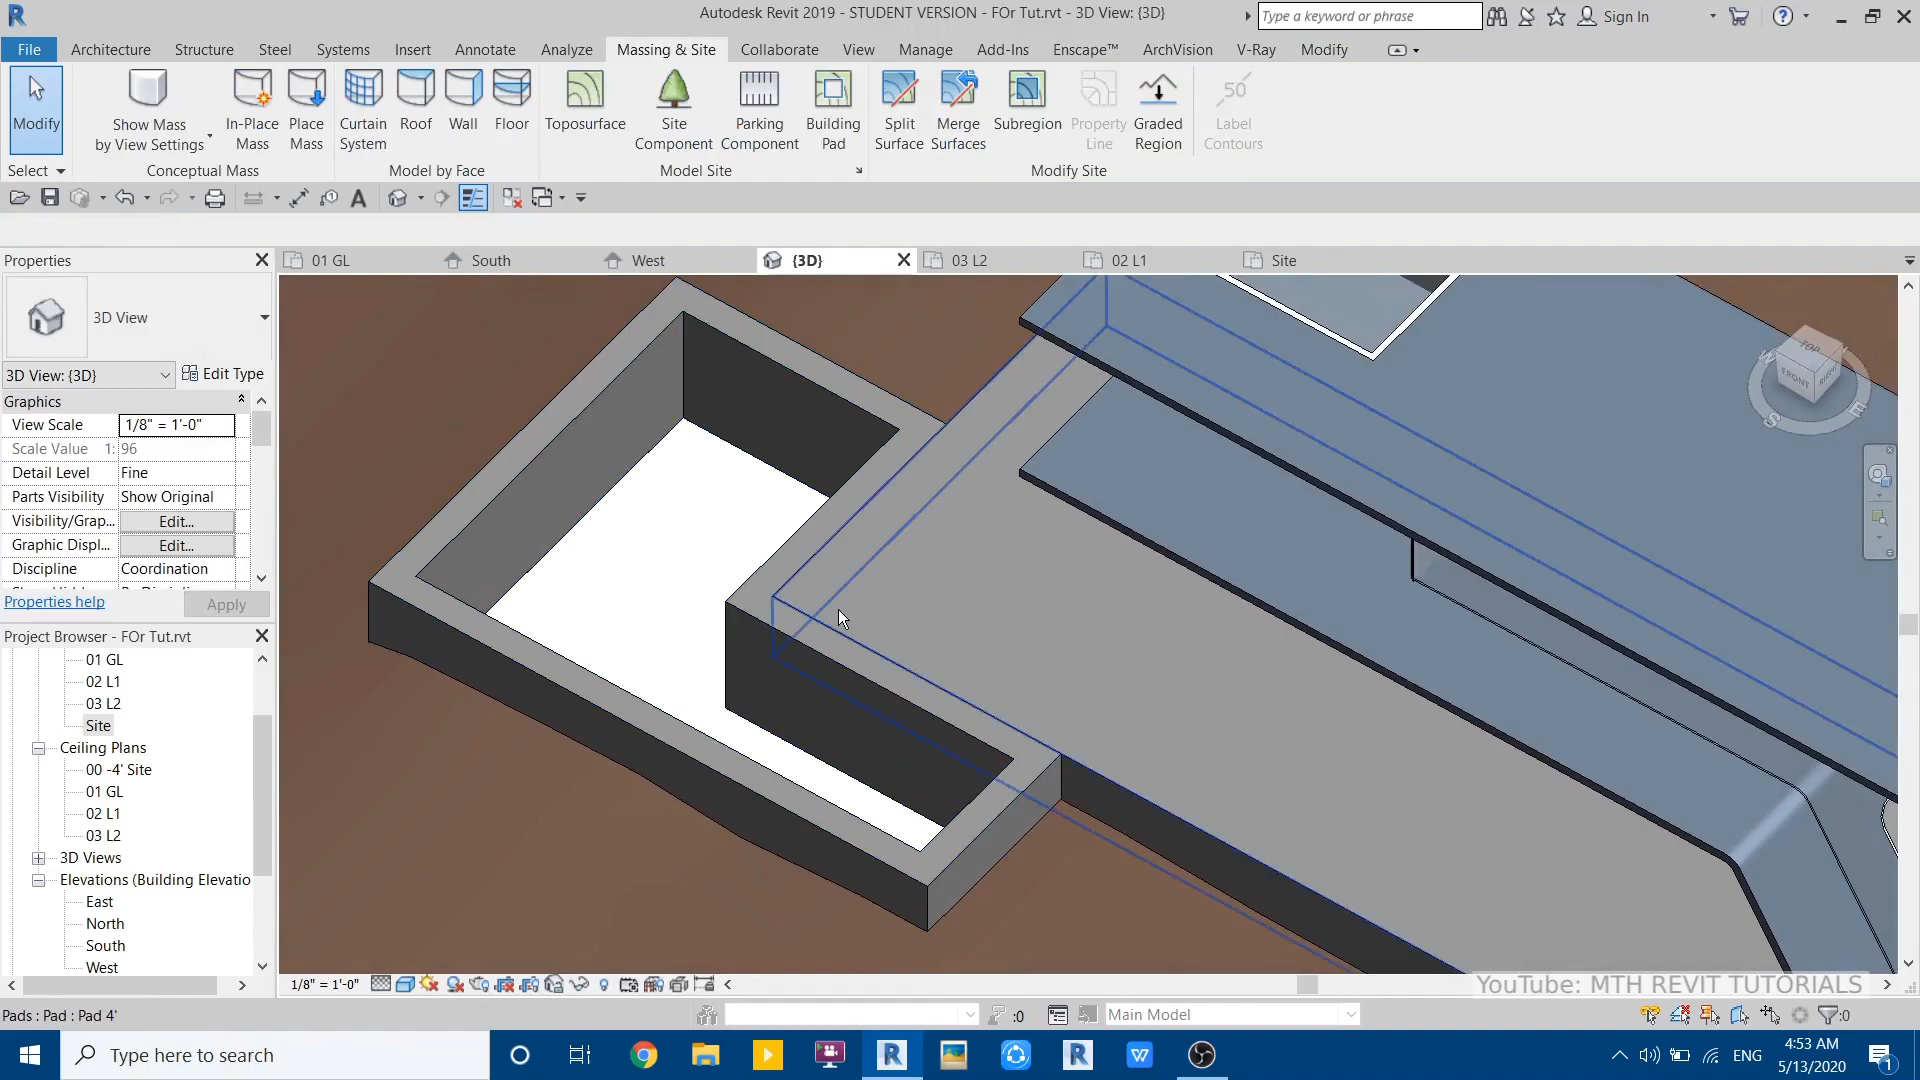 Autodesk Revit 2019 - STUDENT VERSION - FOr Tut.rvt - 3D View: {3D}
Type a keyword or phrase
Sign In
File Architecture Structure Steel Systems Insert Annotate Analyze Massing & Site Collaborate View Manage Add-Ins Enscape™ ArchVision V-Ray Modify
Modify
Show Mass by View Settings
In-Place Mass
Place Mass
Curtain System
Roof
Wall
Floor
Toposurface
Site Component
Parking Component
Building Pad
Split Surface
Merge Surfaces
Subregion
Property Line
Graded Region
50
Label Contours
Select
Conceptual Mass
Model by Face
Model Site
Modify Site
Properties
01 GL
South
West
{3D}
03 L2
02 L1
Site
3D View
3D View: {3D}
Edit Type
Graphics
View Scale 1/8" = 1'-0"
Scale Value 1: 96
Detail Level Fine
Parts Visibility Show Original
Visibility/Grap... Edit...
Graphic Displ... Edit...
Discipline Coordination
Properties help
Apply
Project Browser - FOr Tut.rvt
01 GL
02 L1
03 L2
Site
Ceiling Plans
00 -4' Site
01 GL
02 L1
03 L2
3D Views
Elevations (Building Elevatio
East
North
South
West
TOP
FRONT
RIGHT
W
S
E
1/8" = 1'-0"
YouTube: MTH REVIT TUTORIALS
Pads : Pad : Pad 4'
:0
Main Model
:0
Type here to search
ENG
4:53 AM
5/13/2020
1